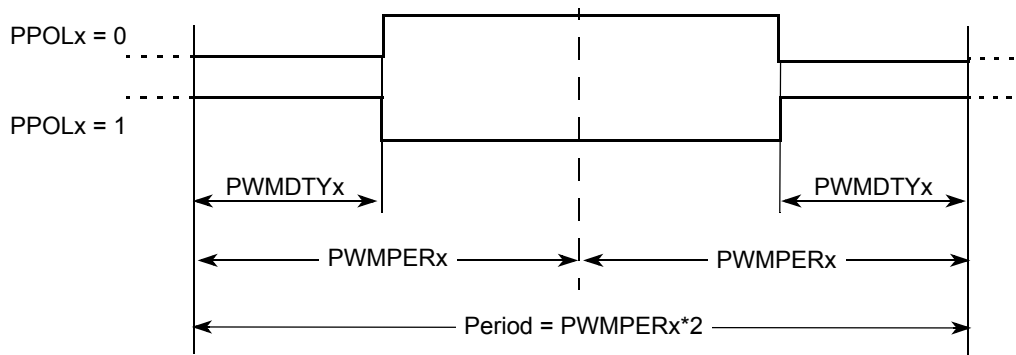 PPOLx = 0
PPOLx = 1
PWMDTYx
PWMDTYx
PWMPERx
PWMPERx
Period = PWMPERx*2